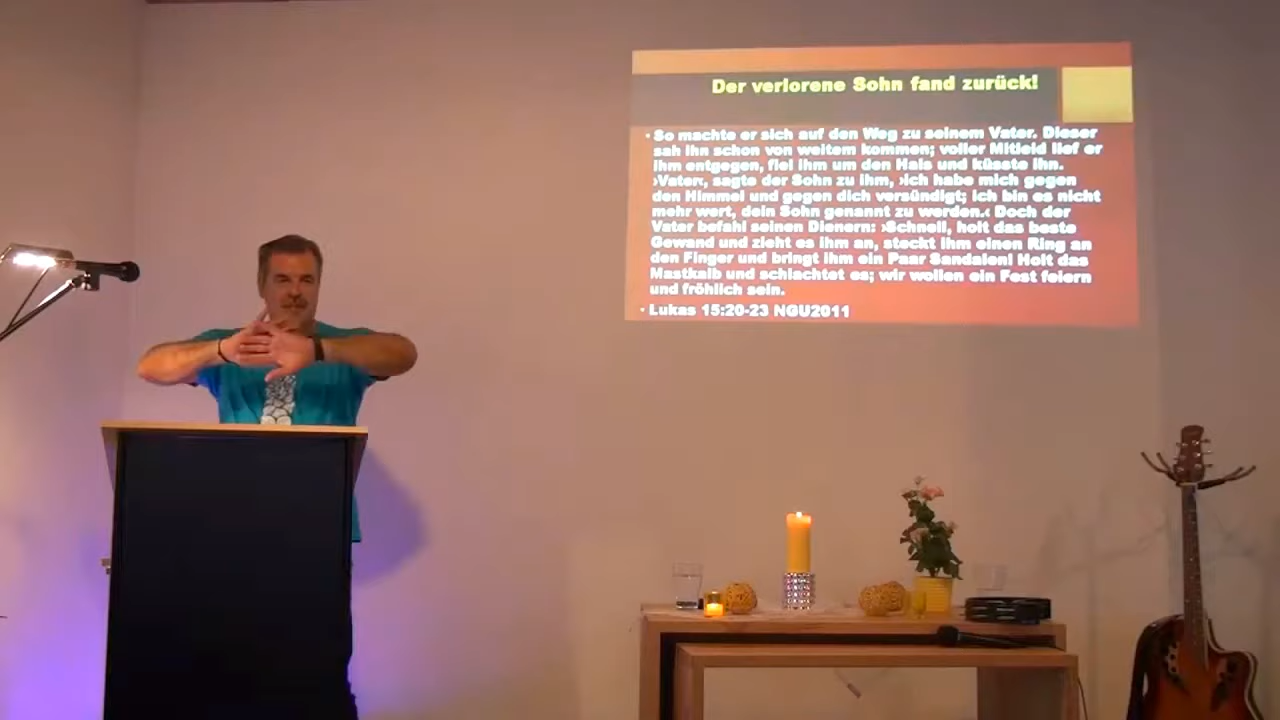 Der verlorene Sohn fand zurück!
• So machte er sich auf den Weg zu seinem Vater. Dieser
sah ihn schon von weitem kommen; voller Mitleid lief er
ihm entgegen, fiel ihm um den Hals und küsste ihn.
›Vater‹, sagte der Sohn zu ihm, ›ich habe mich gegen
den Himmel und gegen dich versündigt; ich bin es nicht
mehr wert, dein Sohn genannt zu werden.‹ Doch der
Vater befahl seinen Dienern: ›Schnell, holt das beste
Gewand und zieht es ihm an, steckt ihm einen Ring an
den Finger und bringt ihm ein Paar Sandalen! Holt das
Mastkalb und schlachtet es; wir wollen ein Fest feiern
und fröhlich sein.
• Lukas 15:20-23 NGU2011